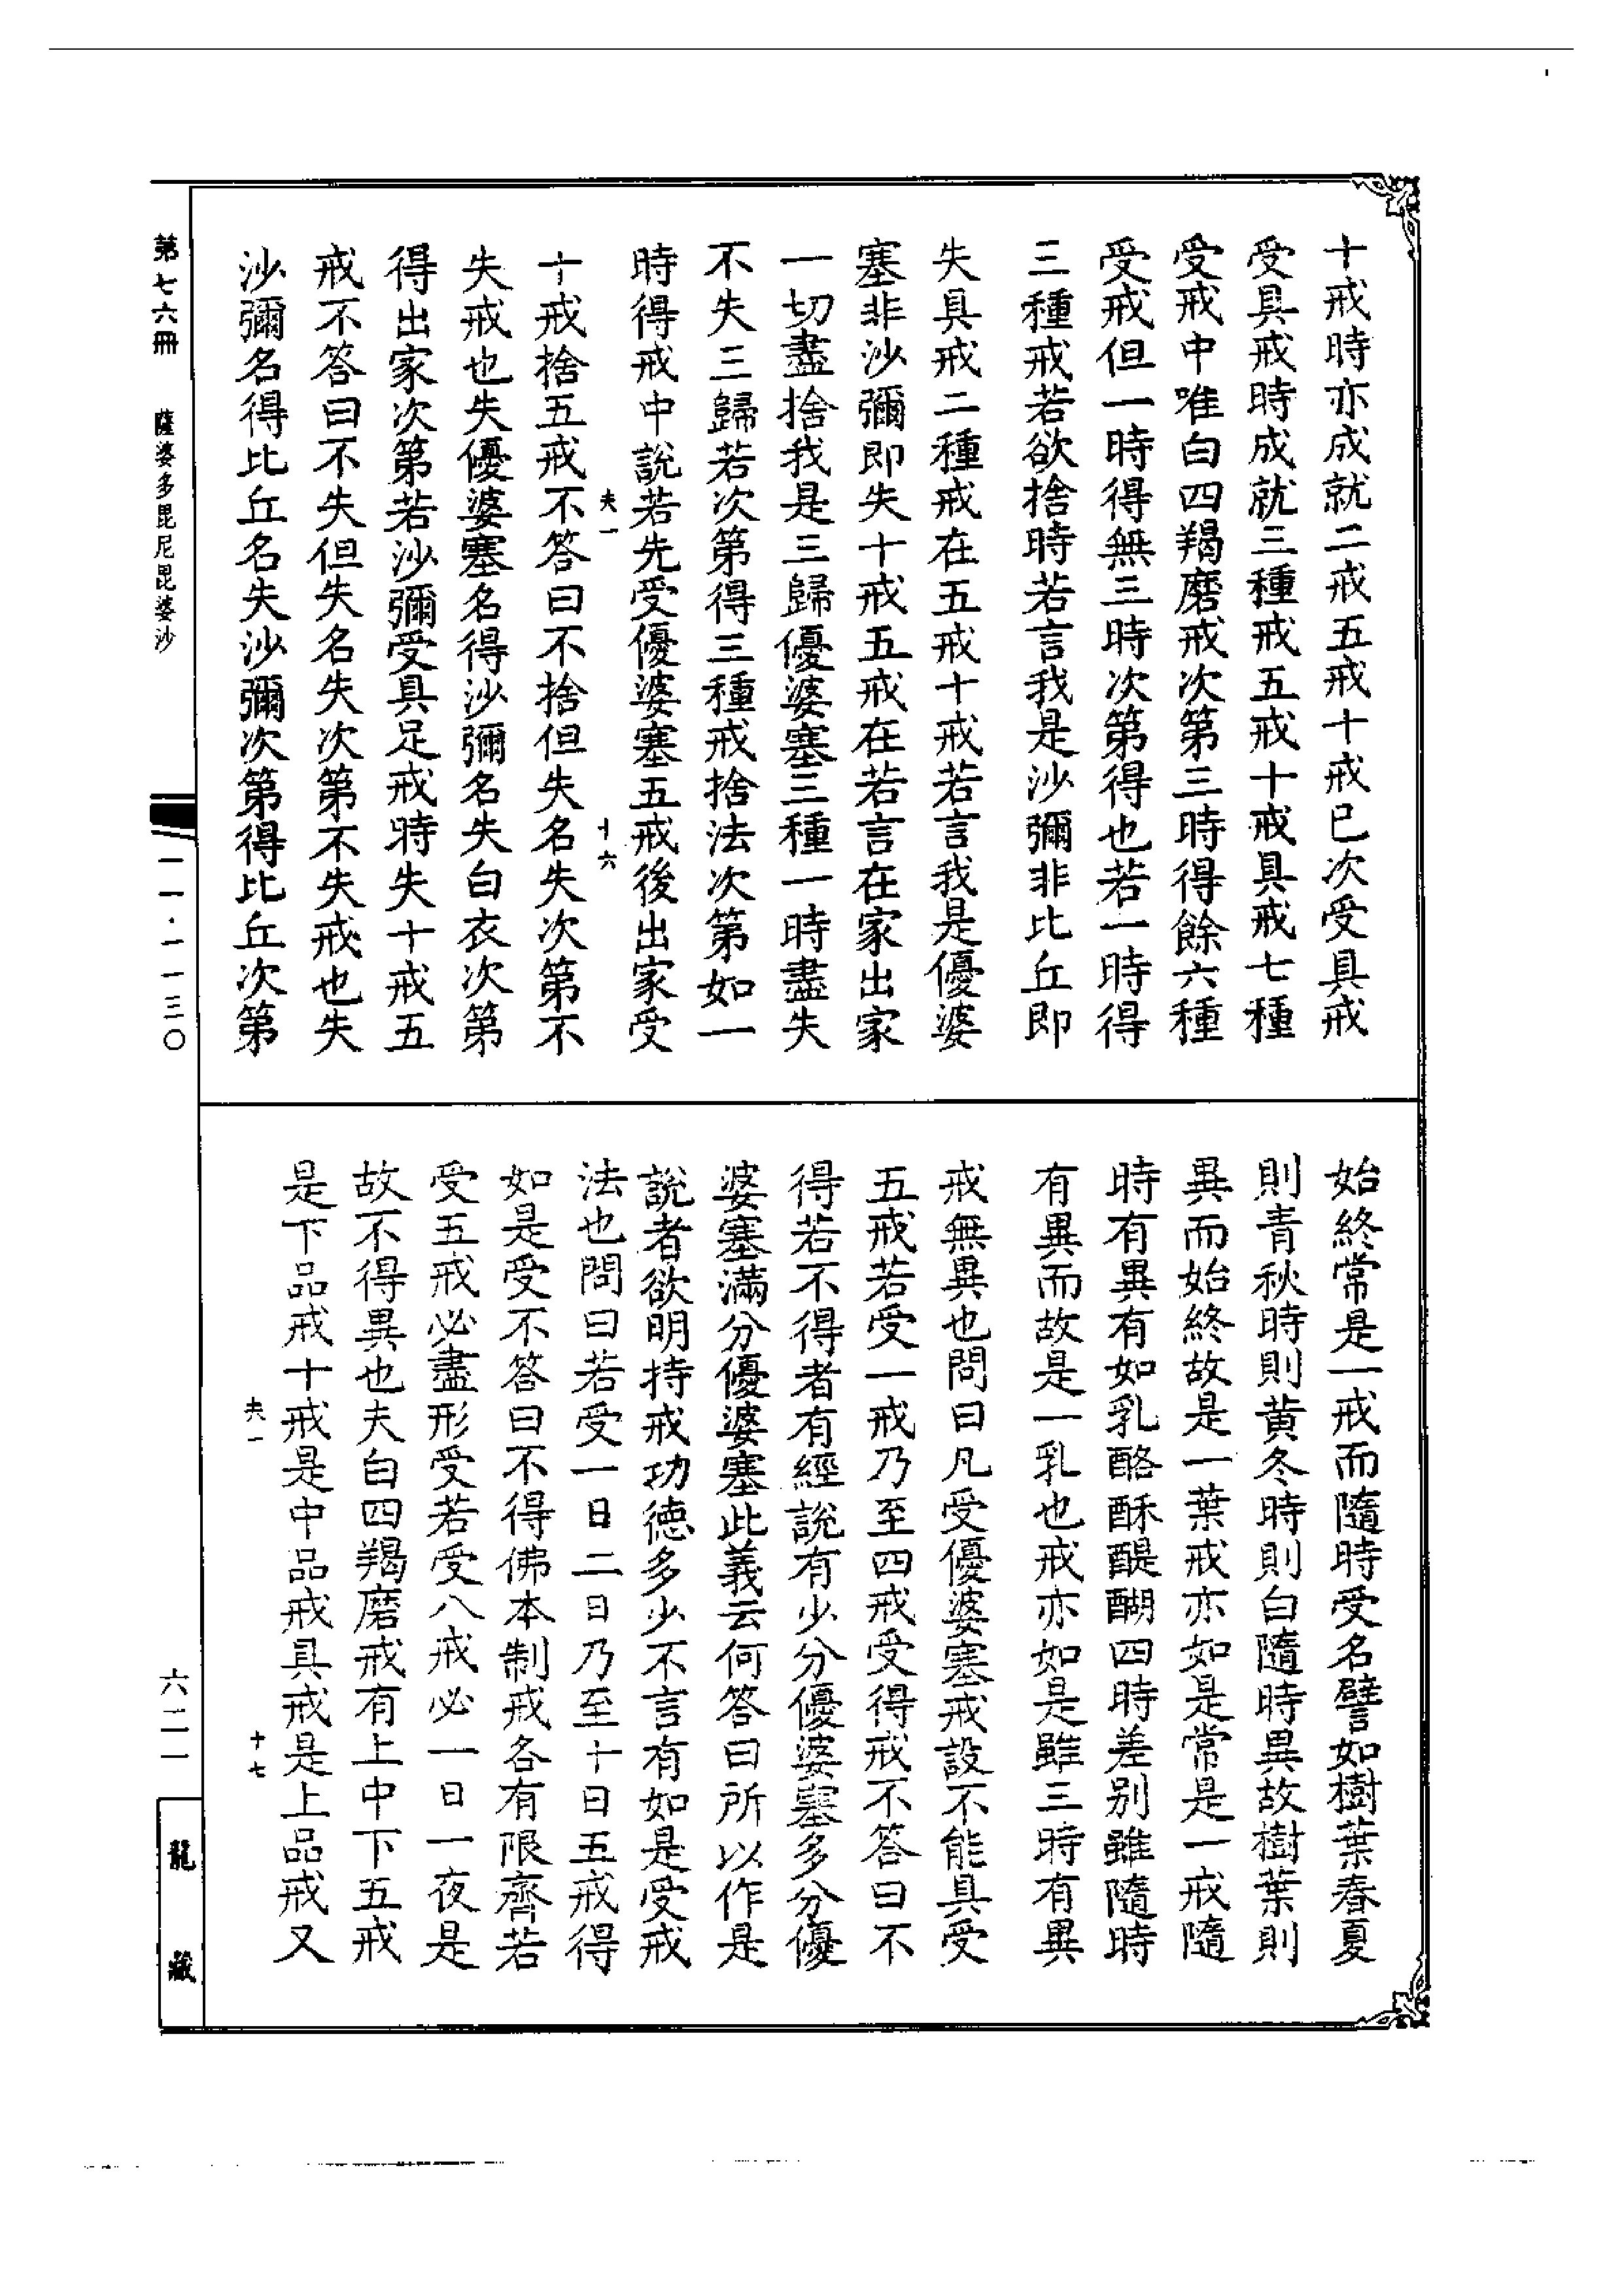 十戒時亦成就二戒五戒十戒已次受具戒
受具戒時成就三種戒五戒十戒具戒七種
受戒中唯白四羯磨戒次第三時得餘六種
受戒但一時得無三時次第得也若一時得
三種戒若欲捨時若言我是沙彌非比丘即
失具戒二種戒在五戒十戒若言我是優婆
塞非沙彌即失十戒五戒在若言在家出家
一切盡捨我是三歸優婆塞三種一時盡失
不失三歸若次第得三種戒捨法次第如一
時得戒中說若先受優婆塞五戒後出家受
夫一
十六
十戒捨五戒不答曰不捨但失名失次第不
失戒也失優婆塞名得沙彌名失白衣次第
得出家次第若沙彌受具足戒時失十戒五
戒不答曰不失但失名失次第不失戒也失
沙彌名得比丘名失沙彌次第得比丘次第
始終常是一戒而隨時受名譬如樹葉春夏
則青秋時則黃冬時則白隨時異故樹葉則
異而始終故是一葉戒亦如是常是一戒隨
時有異有如乳酪酥醍醐四時差別雖隨時
有異而故是一乳也戒亦如是雖三時有異
戒無異也問曰凡受優婆塞戒設不能具受
五戒若受一戒乃至四戒受得戒不答曰不
得若不得者有經說有少分優婆塞多分優
婆塞滿分優婆塞此義云何答曰所以作是
說者欲明持戒功德多少不言有如是受戒
法也問曰若受一日二日乃至十日五戒得
如是受不答曰不得佛本制戒各有限齊若
受五戒必盡形受若受八戒必一日一夜是
故不得異也夫白四羯磨戒有上中下五戒
是下品戒十戒是中品戒具戒是上品戒又
夫一
十七
第七六冊
薩婆多毘尼毘婆沙
一一·一一三〇
六二一
龍藏